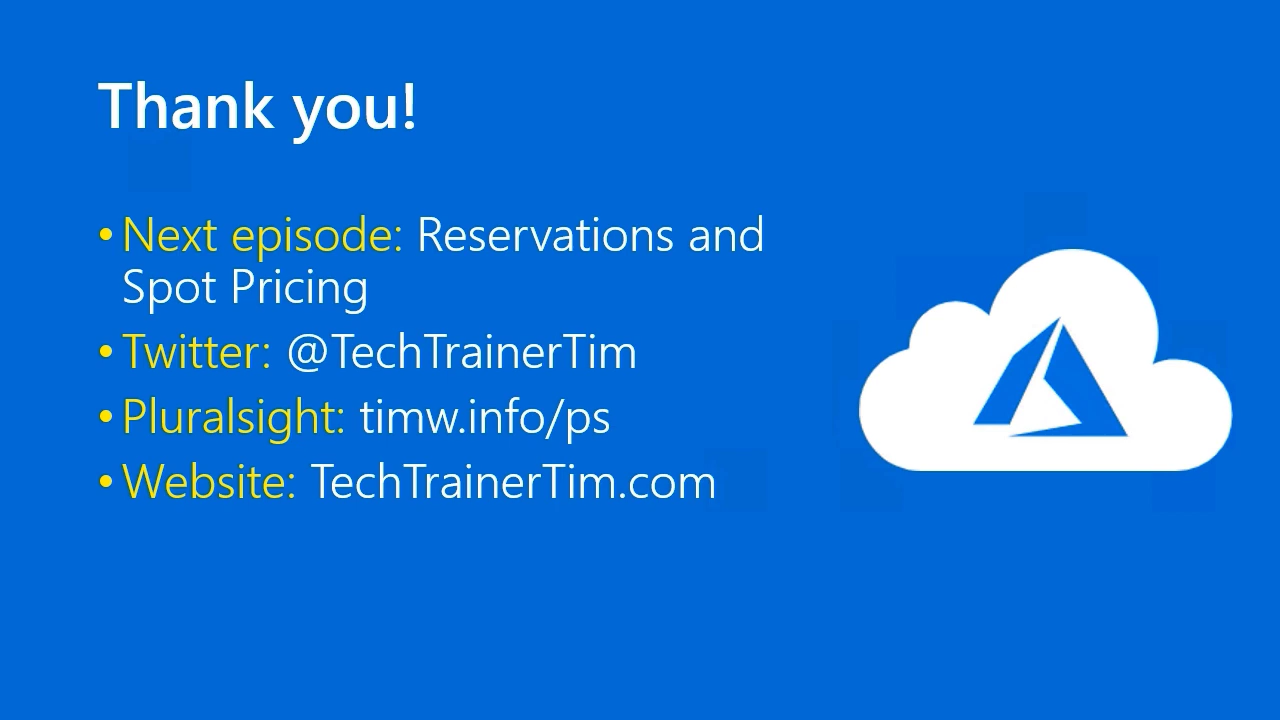 Thank you!
• Next episode: Reservations and
Spot Pricing
• Twitter: @TechTrainerTim
• Pluralsight: timw.info/ps
• Website: TechTrainerTim.com